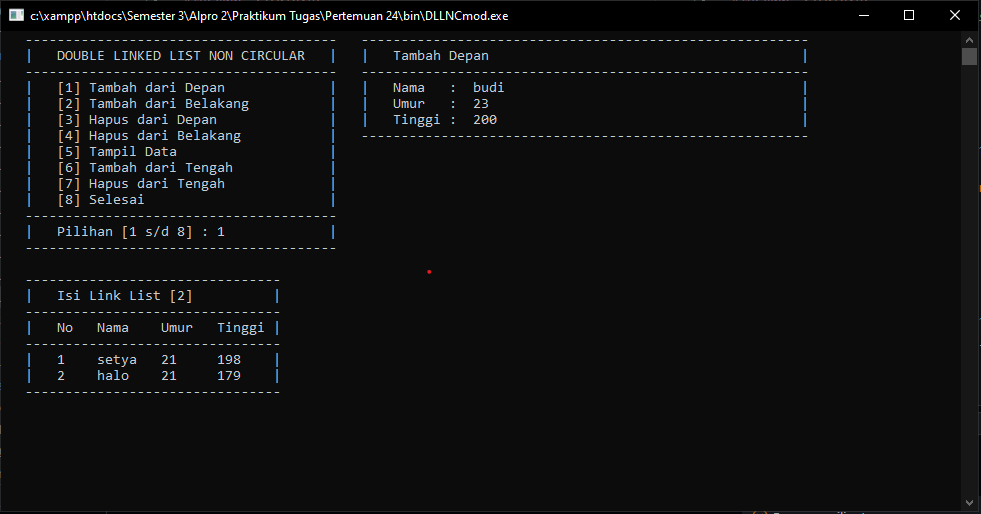 c:\xampp\htdocs\Semester 3\Alpro 2\Praktikum Tugas\Pertemuan 24\bin\DLLNCmod.exe
DOUBLE LINKED LIST NON CIRCULAR
[1] Tambah dari Depan
[2] Tambah dari Belakang
[3] Hapus dari Depan
[4] Hapus dari Belakang
[5] Tampil Data
[6] Tambah dari Tengah
[7] Hapus dari Tengah
[8] Selesai
Pilihan [1 s/d 8] : 1
Tambah Depan
Nama : budi
Umur : 23
Tinggi : 200
Isi Link List [2]
No Nama Umur Tinggi
1 setya 21 198
2 halo 21 179